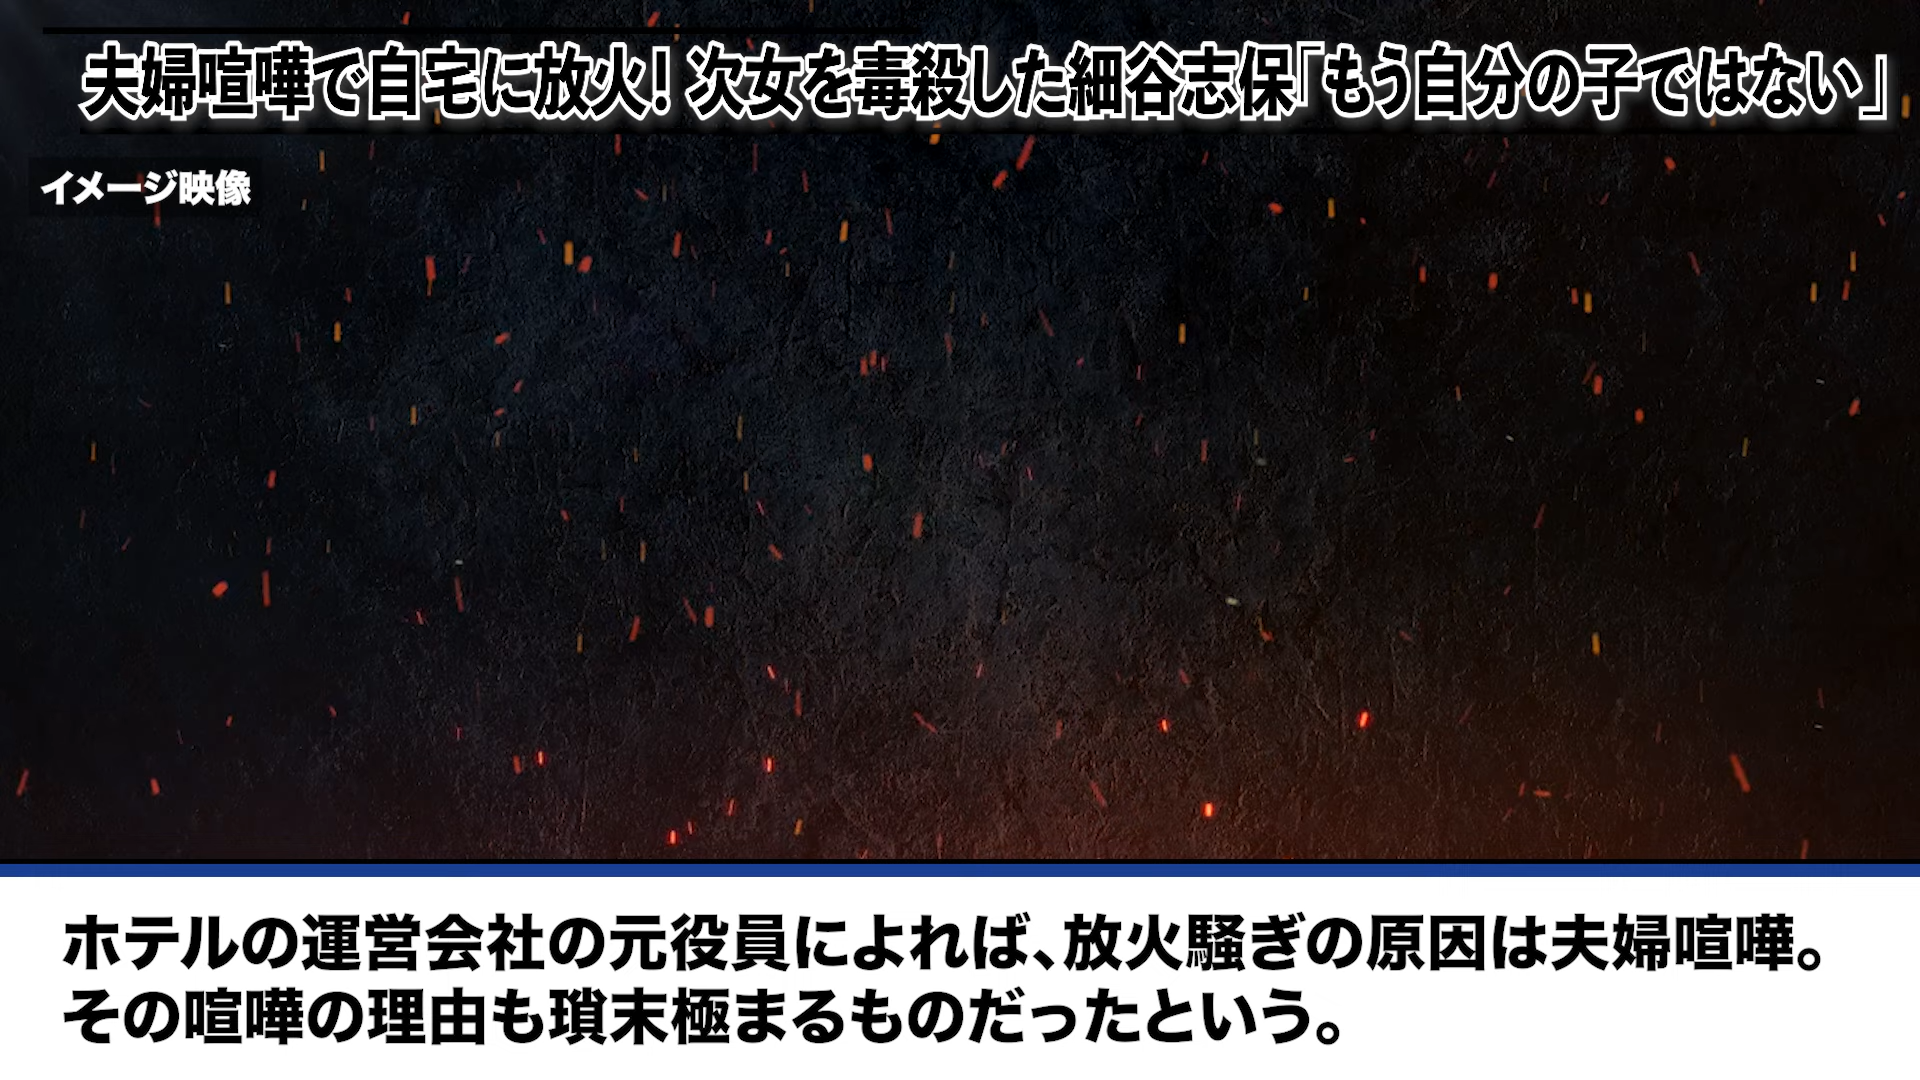 夫婦喧嘩で自宅に放火！次女を毒殺した細谷志保「もう自分の子ではない」
イメージ映像
ホテルの運営会社の元役員によれば、放火騒ぎの原因は夫婦喧嘩。
その喧嘩の理由も瑣末極まるものだったという。